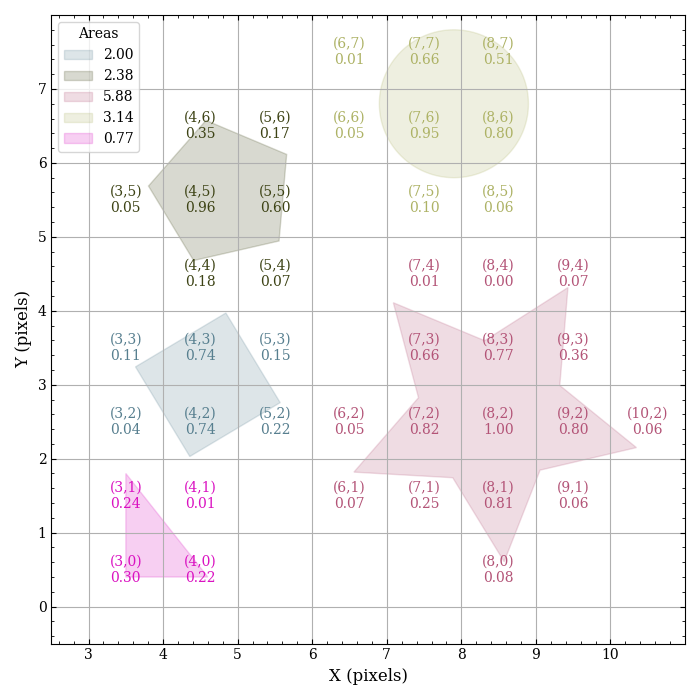 Areas
2.00
2.38
5.88
3.14
0.77
(6,7) (7,7) (8,7)
0.01 0.66 0.51
(4,6) (5,6) (6,6) (7,6) (8,6)
0.35 0.17 0.05 0.95 0.80
(3,5) (4,5) (5,5) (7,5) (8,5)
0.05 0.96 0.60 0.10 0.06
(4,4) (5,4) (7,4) (8,4) (9,4)
0.18 0.07 0.01 0.00 0.07
(3,3) (4,3) (5,3) (7,3) (8,3) (9,3)
0.11 0.74 0.15 0.66 0.77 0.36
(3,2) (4,2) (5,2) (6,2) (7,2) (8,2) (9,2) (10,2)
0.04 0.74 0.22 0.05 0.82 1.00 0.80 0.06
(3,1) (4,1) (6,1) (7,1) (8,1) (9,1)
0.24 0.01 0.07 0.25 0.81 0.06
(3,0) (4,0) (8,0)
0.30 0.22 0.08
7
6
5
4
3
2
1
0
Y (pixels)
3 4 5 6 7 8 9 10
X (pixels)